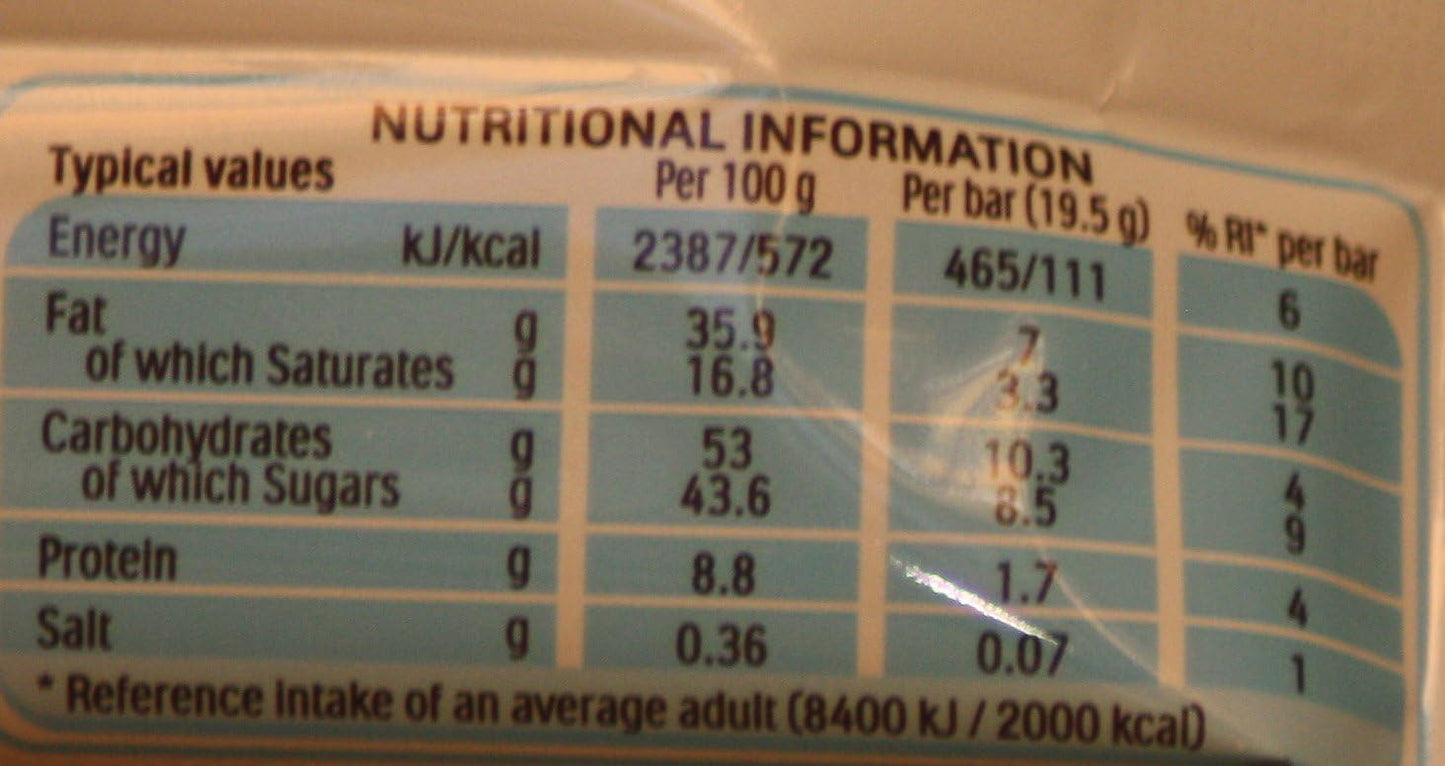 NUTRITIONAL INFORMATION
Typical values Per 100 g Per bar (19.5 g) % RI* per bar
Energy kJ/kcal 2387/572 465/111 6
Fat g 35.9 7 10
of which Saturates g 16.8 3.3 17
Carbohydrates g 53 10.3 4
of which Sugars g 43.6 8.5 9
Protein g 8.8 1.7 4
Salt g 0.36 0.07 1
* Reference intake of an average adult (8400 kJ / 2000 kcal)